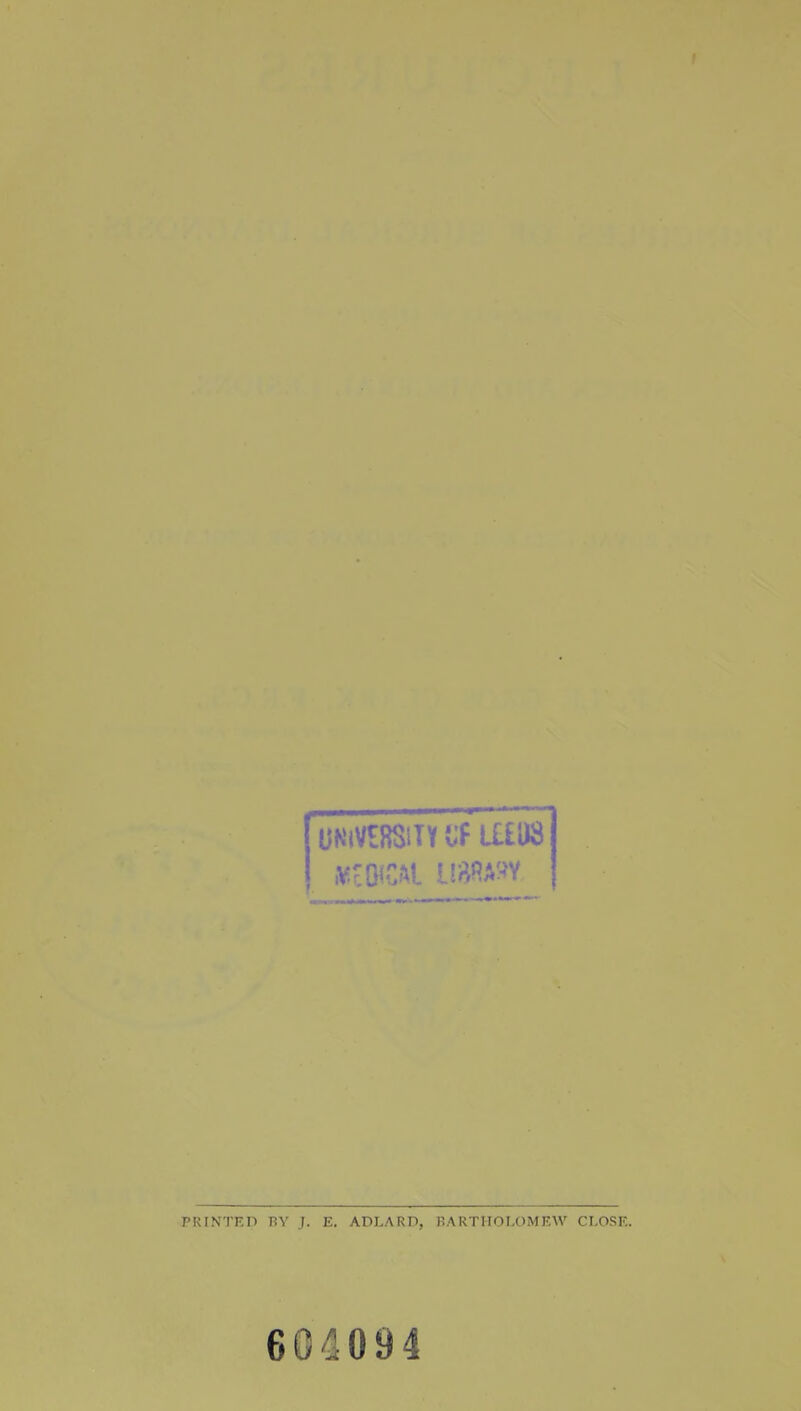 UNIVERSITY OF LEEDS
MEDICAL LIBRARY
PRINTED BY J. E. ADLARD, BARTHOLOMEW CLOSE.
604094